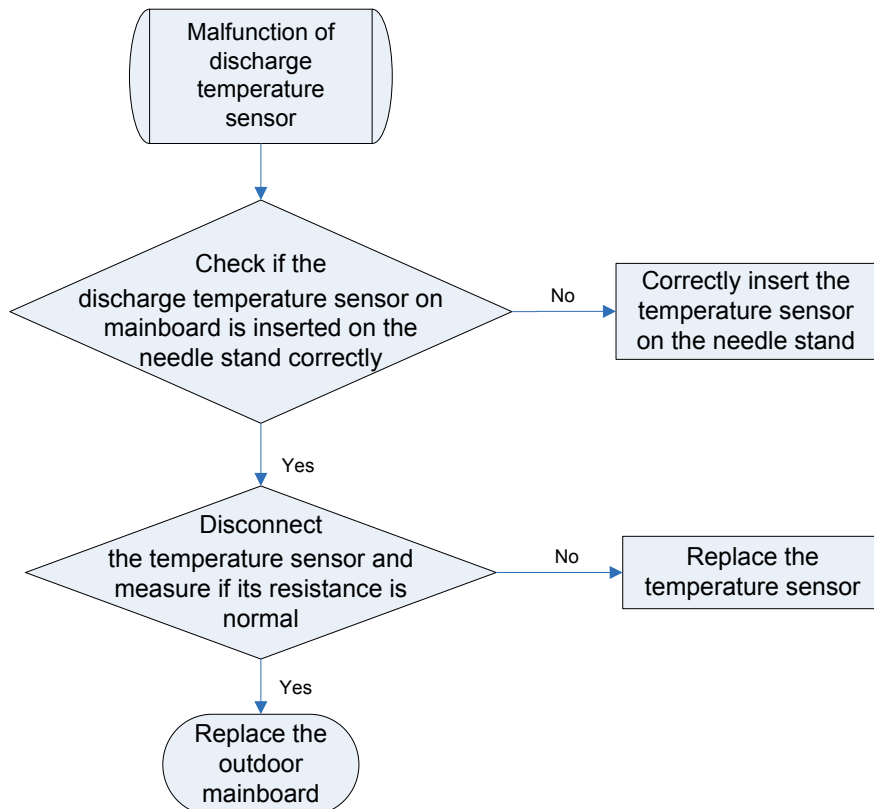 Malfunction of
discharge
temperature
sensor
Check if the
discharge temperature sensor on
mainboard is inserted on the
needle stand correctly
No
Correctly insert the
temperature sensor
on the needle stand
Yes
Disconnect
the temperature sensor and
measure if its resistance is
normal
No
Replace the
temperature sensor
Yes
Replace the
outdoor
mainboard